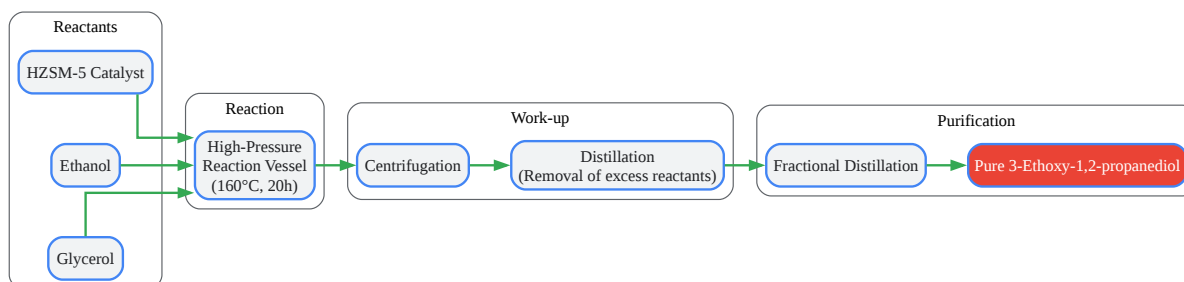 Reactants
HZSM-5 Catalyst
Ethanol
Glycerol
Reaction
High-Pressure
Reaction Vessel
(160°C, 20h)
Work-up
Centrifugation
Distillation
(Removal of excess reactants)
Purification
Fractional Distillation
Pure 3-Ethoxy-1,2-propanediol